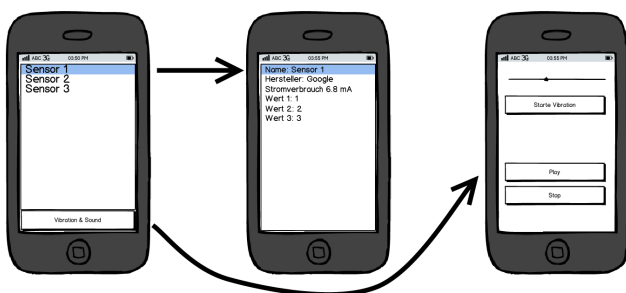 ABC 3G 03:50 PM
Sensor 1
Sensor 2
Sensor 3
Vibration & Sound
ABC 3G 03:55 PM
Name: Sensor 1
Hersteller: Google
Stromverbrauch 6.8 mA
Wert 1: 1
Wert 2: 2
Wert 3: 3
ABC 3G 03:55 PM
Starte Vibration
Play
Stop